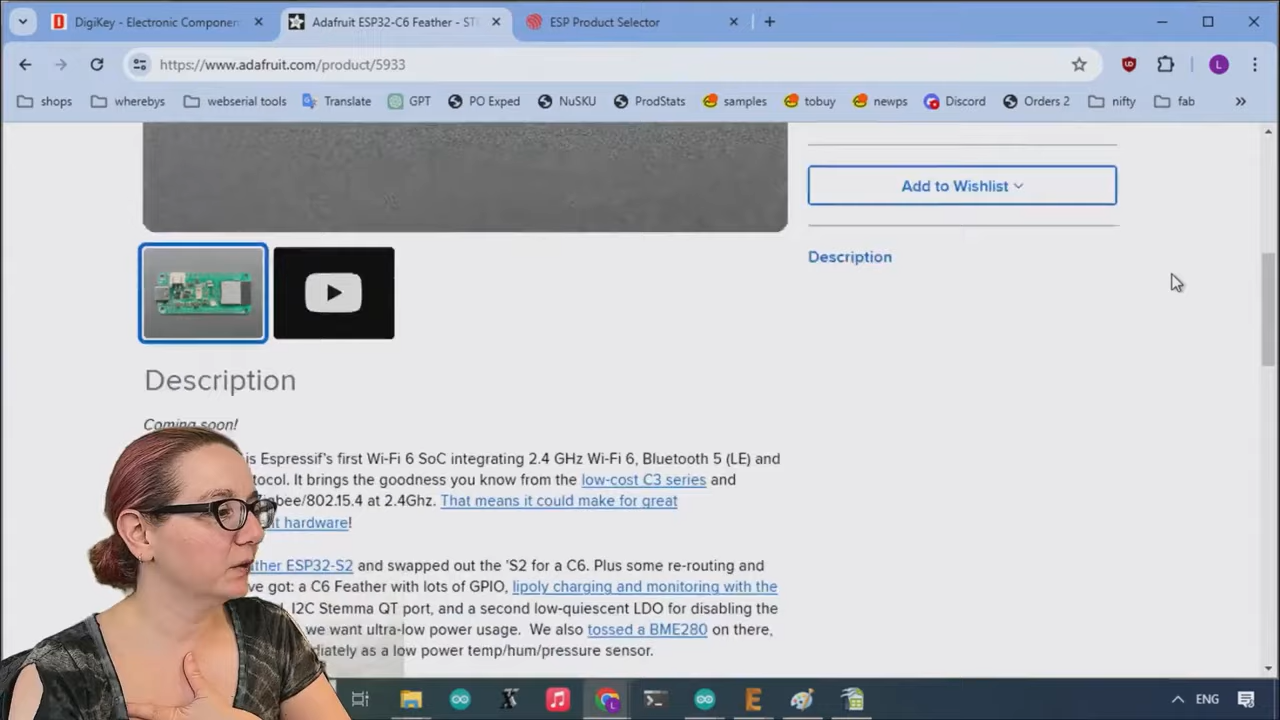 DigiKey - Electronic Component
Adafruit ESP32-C6 Feather - ST
ESP Product Selector
https://www.adafruit.com/product/5933
L
shops
wherebys
webserial tools
Translate
GPT
PO Exped
NuSKU
ProdStats
samples
tobuy
newps
Discord
Orders 2
nifty
fab
Add to Wishlist
Description
Description
Coming soon!
is Espressif's first Wi-Fi 6 SoC integrating 2.4 GHz Wi-Fi 6, Bluetooth 5 (LE) and
tocol. It brings the goodness you know from the low-cost C3 series and
Zigbee/802.15.4 at 2.4Ghz. That means it could make for great
t hardware!
ther ESP32-S2 and swapped out the 'S2 for a C6. Plus some re-routing and
ve got: a C6 Feather with lots of GPIO, lipoly charging and monitoring with the
I2C Stemma QT port, and a second low-quiescent LDO for disabling the
we want ultra-low power usage. We also tossed a BME280 on there,
diately as a low power temp/hum/pressure sensor.
ENG